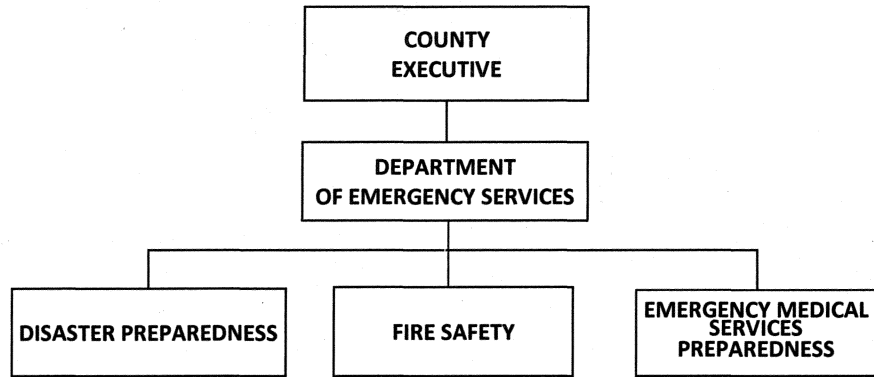 COUNTY
EXECUTIVE
DEPARTMENT
OF EMERGENCY SERVICES
DISASTER PREPAREDNESS
FIRE SAFETY
EMERGENCY MEDICAL
SERVICES
PREPAREDNESS